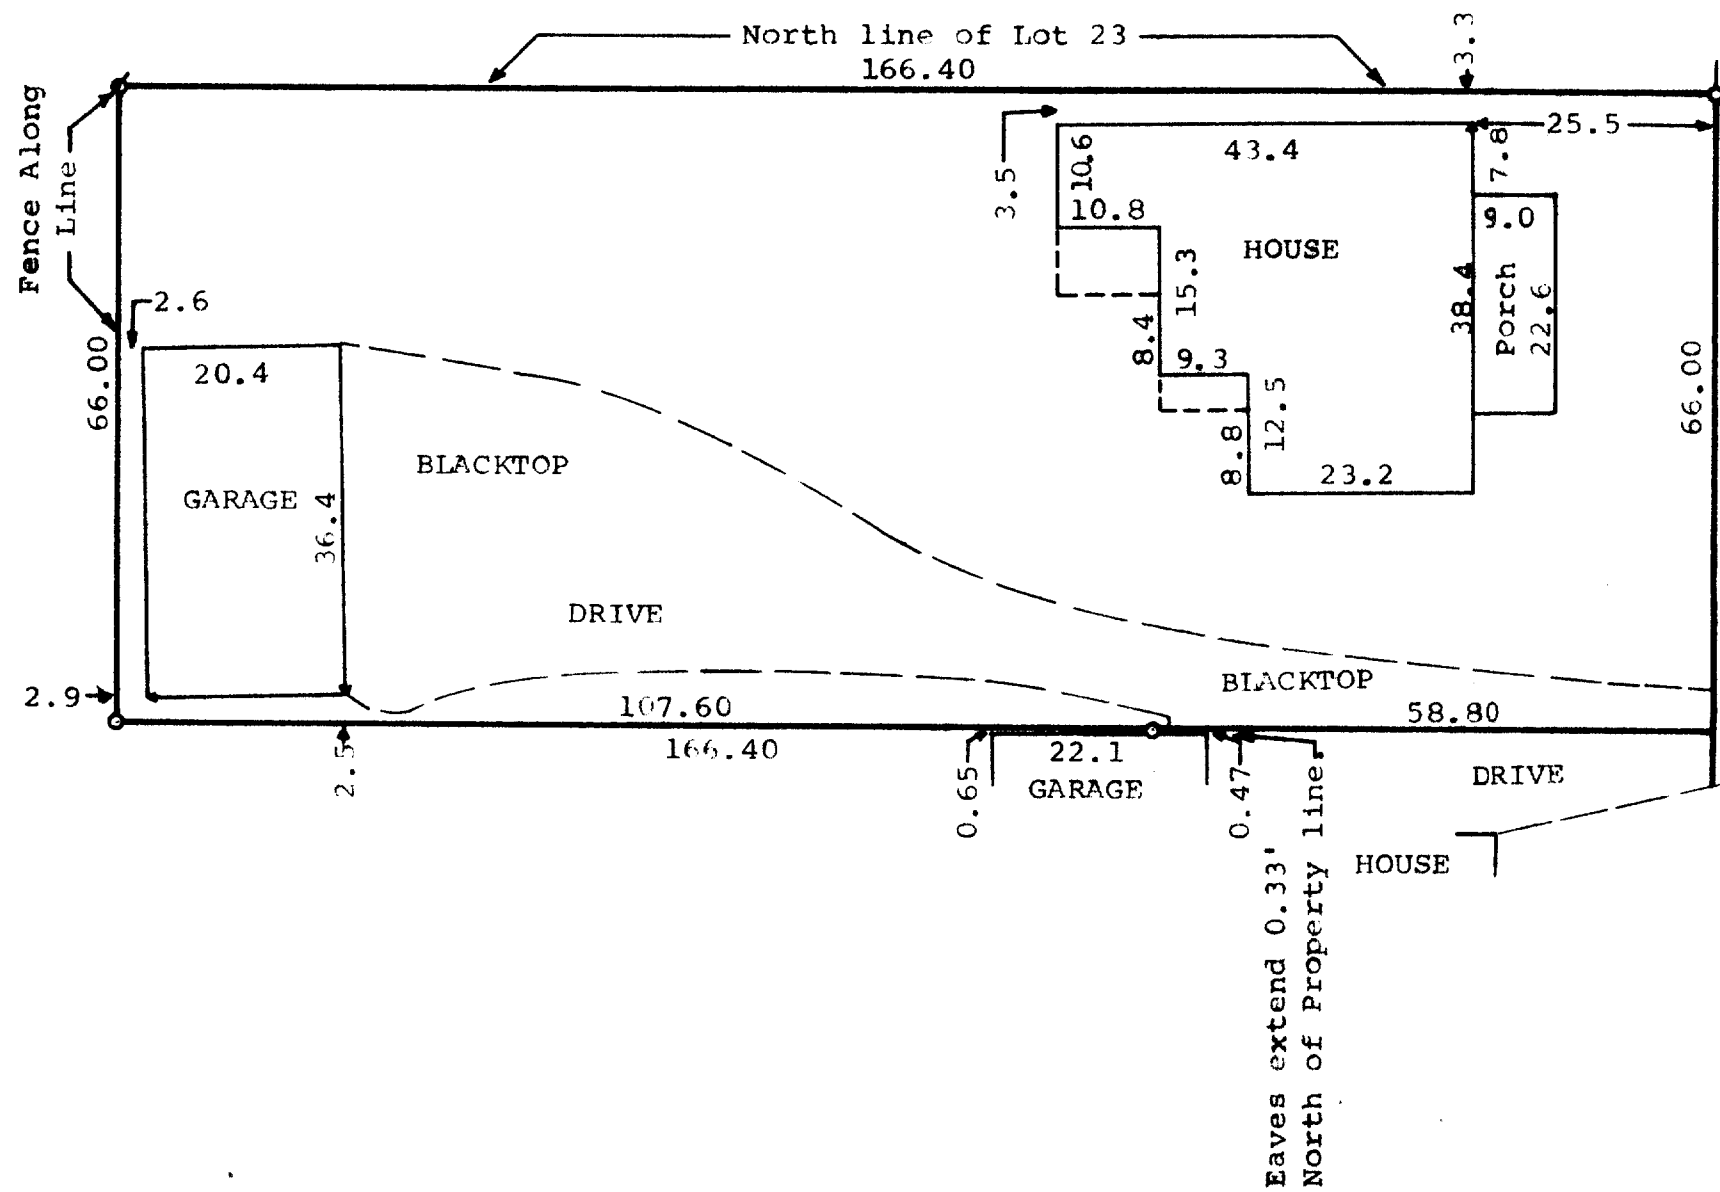 North line of Lot 23
166.40
3.3
Fence Along
Line
25.5
43.4
7.8
10.6
3.5
10.8
9.0
HOUSE
15.3
38.4
Porch
22.6
2.6
8.4
9.3
66.00
20.4
66.00
12.5
8.8
23.2
BLACKTOP
GARAGE
36.4
DRIVE
BLACKTOP
2.9
107.60
58.80
166.40
2.5
0.65
22.1
GARAGE
0.47
DRIVE
HOUSE
Eaves extend 0.33'
North of Property line.